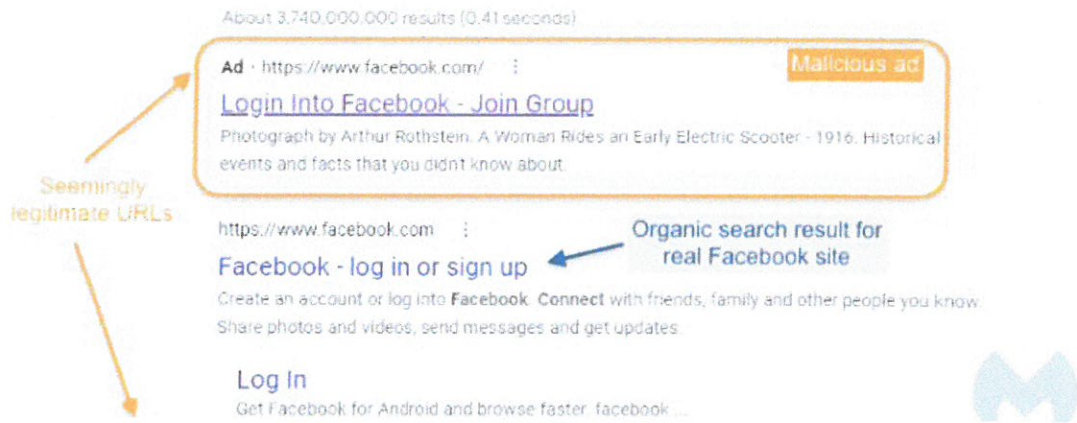 About 3,740,000,000 results (0.41 seconds)
Ad · https://www.facebook.com/
Malicious ad
Login Into Facebook - Join Group
Photograph by Arthur Rothstein. A Woman Rides an Early Electric Scooter - 1916. Historical
events and facts that you didnt know about.
Seemingly
legitimate URLs
https://www.facebook.com
Organic search result for
real Facebook site
Facebook - log in or sign up
Create an account or log into Facebook. Connect with friends, family and other people you know.
Share photos and videos, send messages and get updates.
Log In
Get Facebook for Android and browse faster. facebook ...